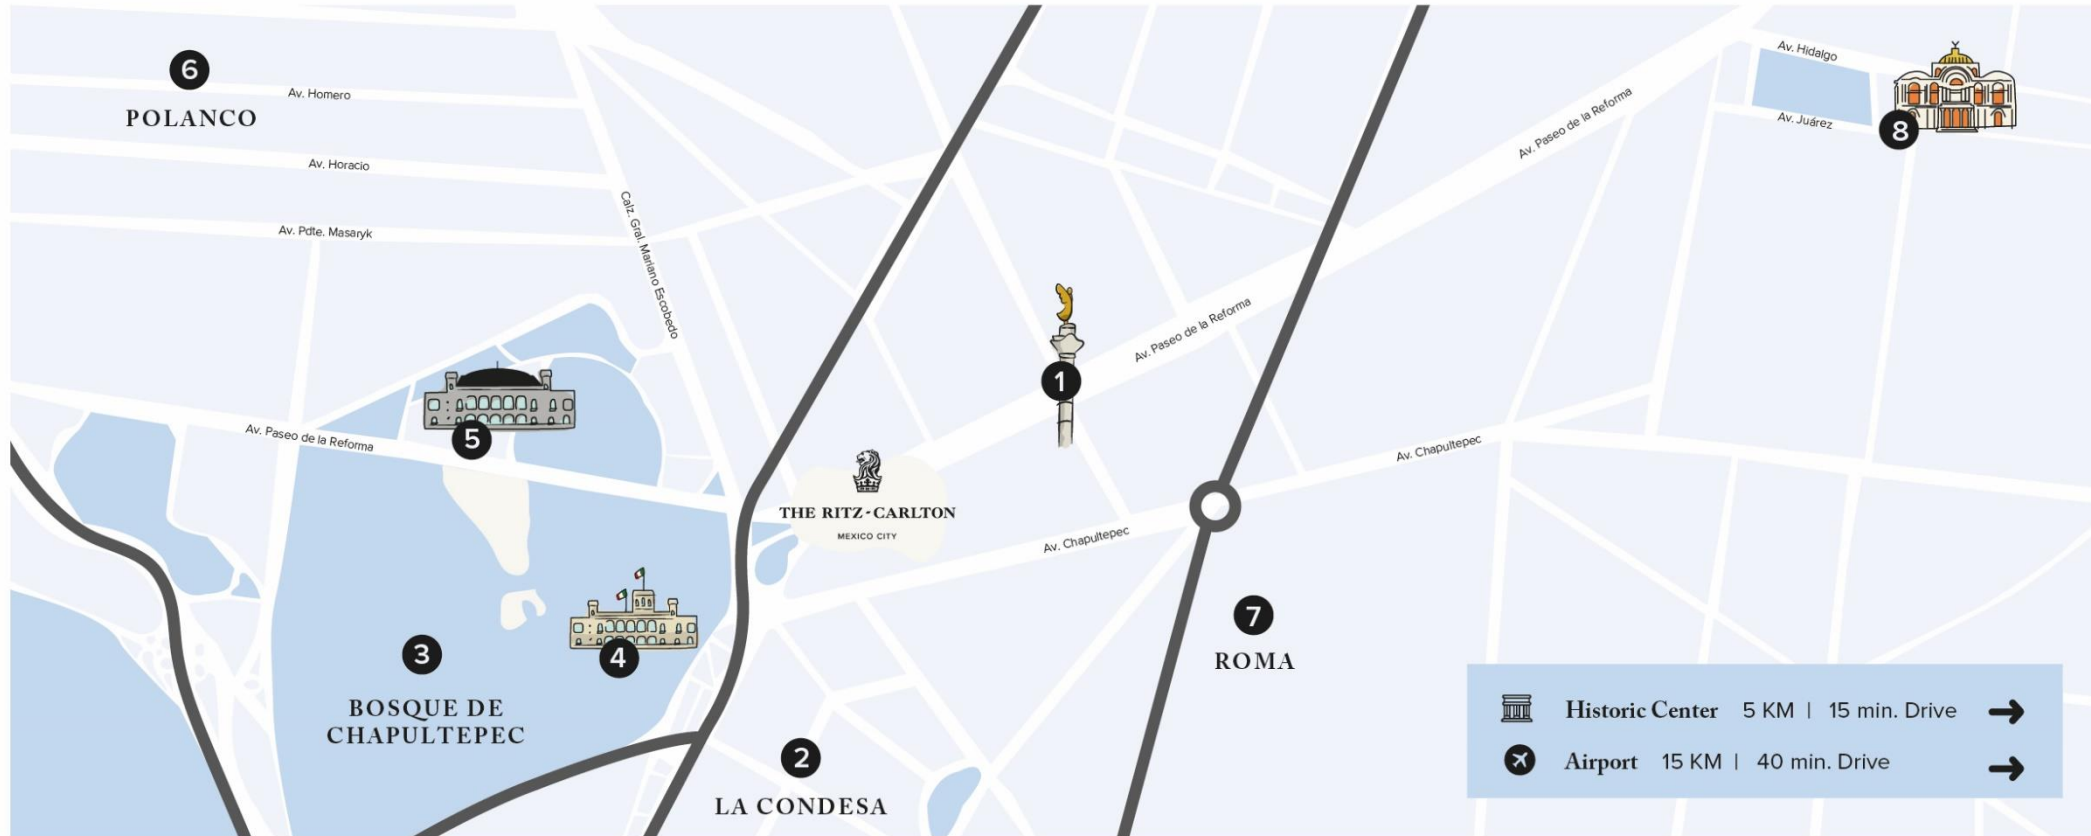 6
POLANCO
Av. Homero
Av. Horacio
Av. Pdte. Masaryk
Calz. Gral. Mariano Escobedo
Av. Paseo de la Reforma
5
3
BOSQUE DE
CHAPULTEPEC
4
THE RITZ-CARLTON
MEXICO CITY
1
Av. Paseo de la Reforma
Av. Paseo de la Reforma
Av. Hidalgo
Av. Juárez
8
Av. Chapultepec
Av. Chapultepec
7
ROMA
2
LA CONDESA
Historic Center 5 KM | 15 min. Drive
Airport 15 KM | 40 min. Drive